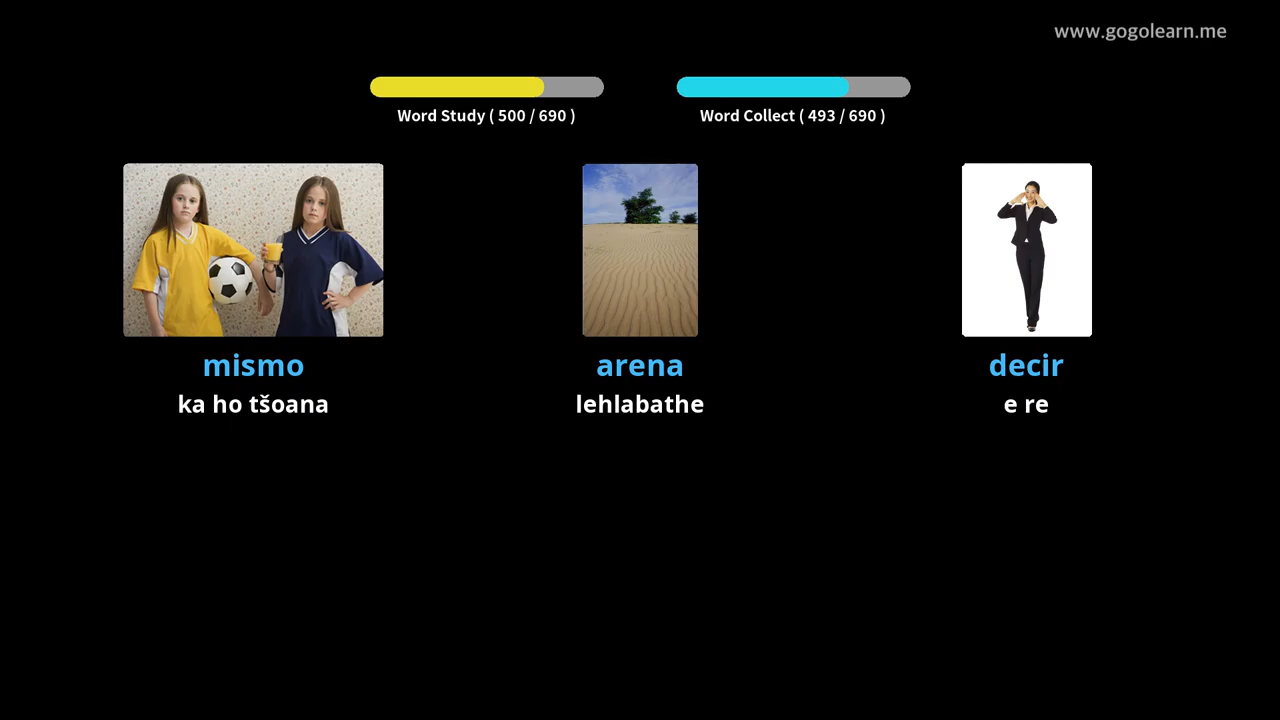 www.gogolearn.me
Word Study ( 500 / 690 )
Word Collect ( 493 / 690 )
mismo
ka ho tšoana
arena
lehlabathe
decir
e re